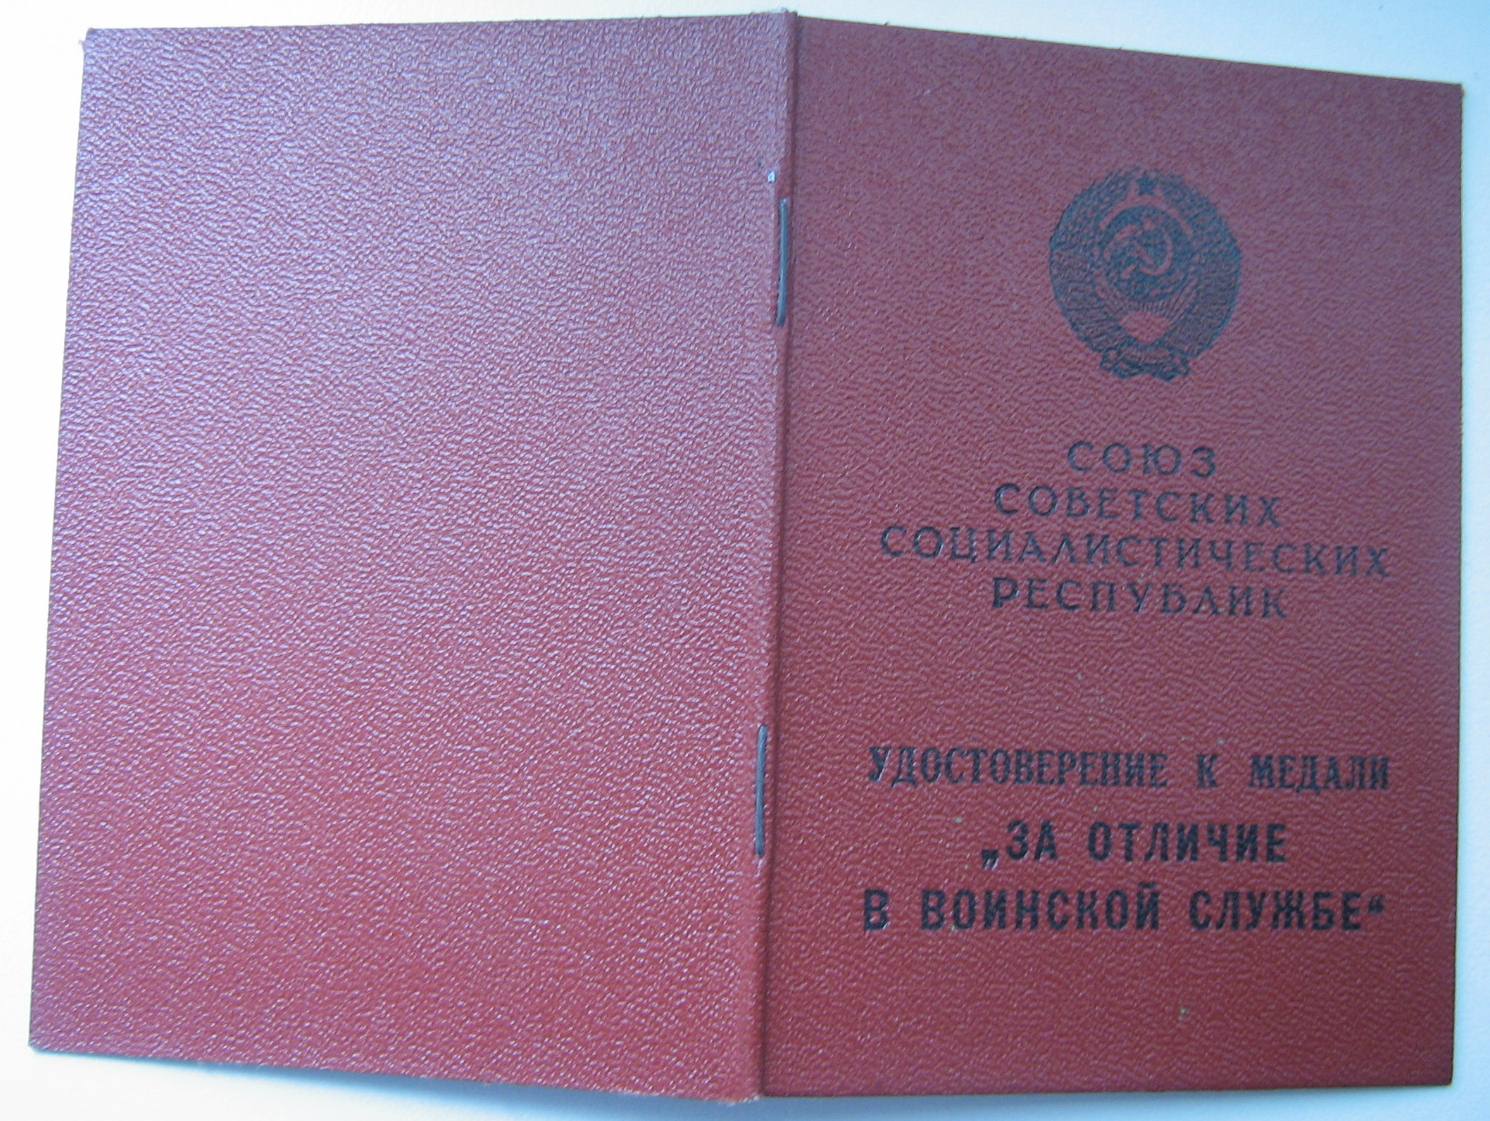 СОЮЗ
СОВЕТСКИХ
СОЦИАЛИСТИЧЕСКИХ
РЕСПУБЛИК
УДОСТОВЕРЕНИЕ К МЕДАЛИ
„ЗА ОТЛИЧИЕ
В ВОИНСКОЙ СЛУЖБЕ“